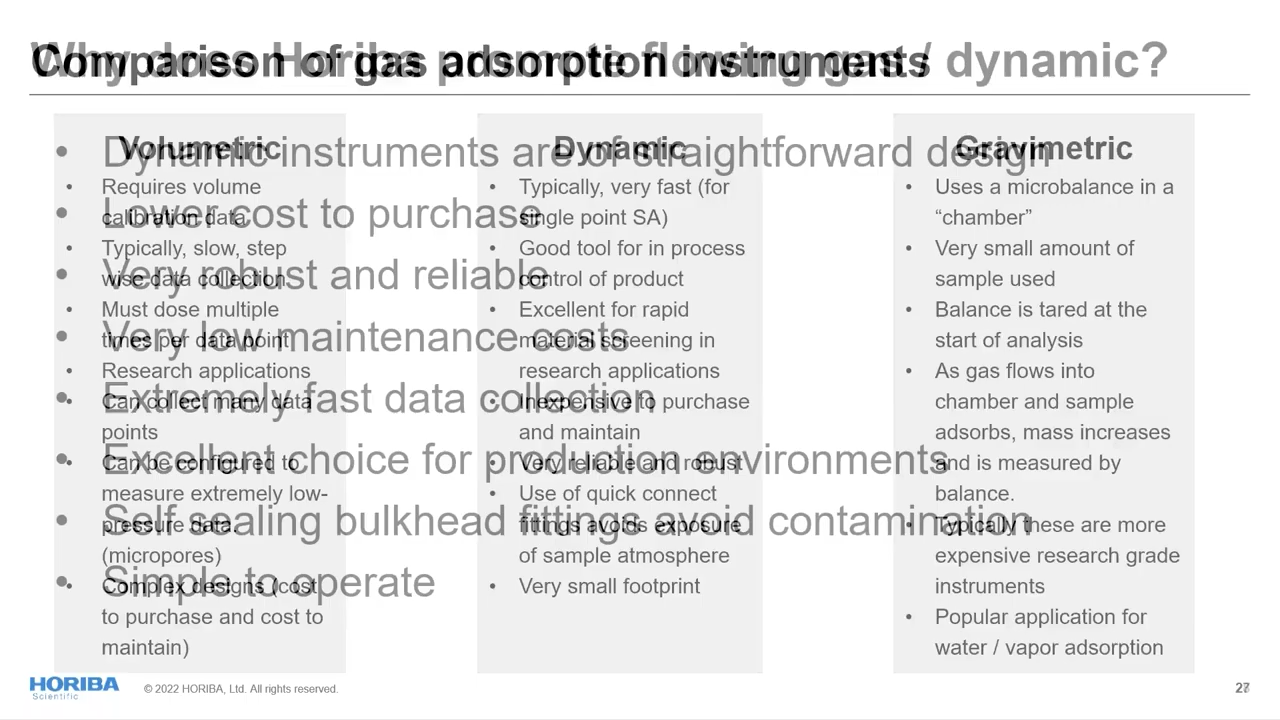 Comparison of gas adsorption instruments
Volumetric
• Requires volume
calibration data
• Typically, slow, step
wise data collection
• Must dose multiple
times per data point
• Research applications
• Can collect many data
points
• Can be configured to
measure extremely low-
pressure data.
(micropores)
• Complex designs (cost
to purchase and cost to
maintain)
Dynamic
• Typically, very fast (for
single point SA)
• Good tool for in process
control of product
• Excellent for rapid
material screening in
research applications
• Inexpensive to purchase
and maintain
• Very reliable and robust
• Use of quick connect
fittings avoids exposure
of sample atmosphere
• Very small footprint
Gravimetric
• Uses a microbalance in a
“chamber”
• Very small amount of
sample used
• Balance is tared at the
start of analysis
• As gas flows into
chamber and sample
adsorbs, mass increases
and is measured by
balance.
• Typically these are more
expensive research grade
instruments
• Popular application for
water / vapor adsorption
Why does Horiba promote flowing gas / dynamic?
• Dynamic instruments are of straightforward design
• Lower cost to purchase
• Very robust and reliable
• Very low maintenance costs
• Extremely fast data collection
• Excellent choice for production environments
• Self sealing bulkhead fittings avoid contamination
• Simple to operate
HORIBA
Scientific
© 2022 HORIBA, Ltd. All rights reserved.